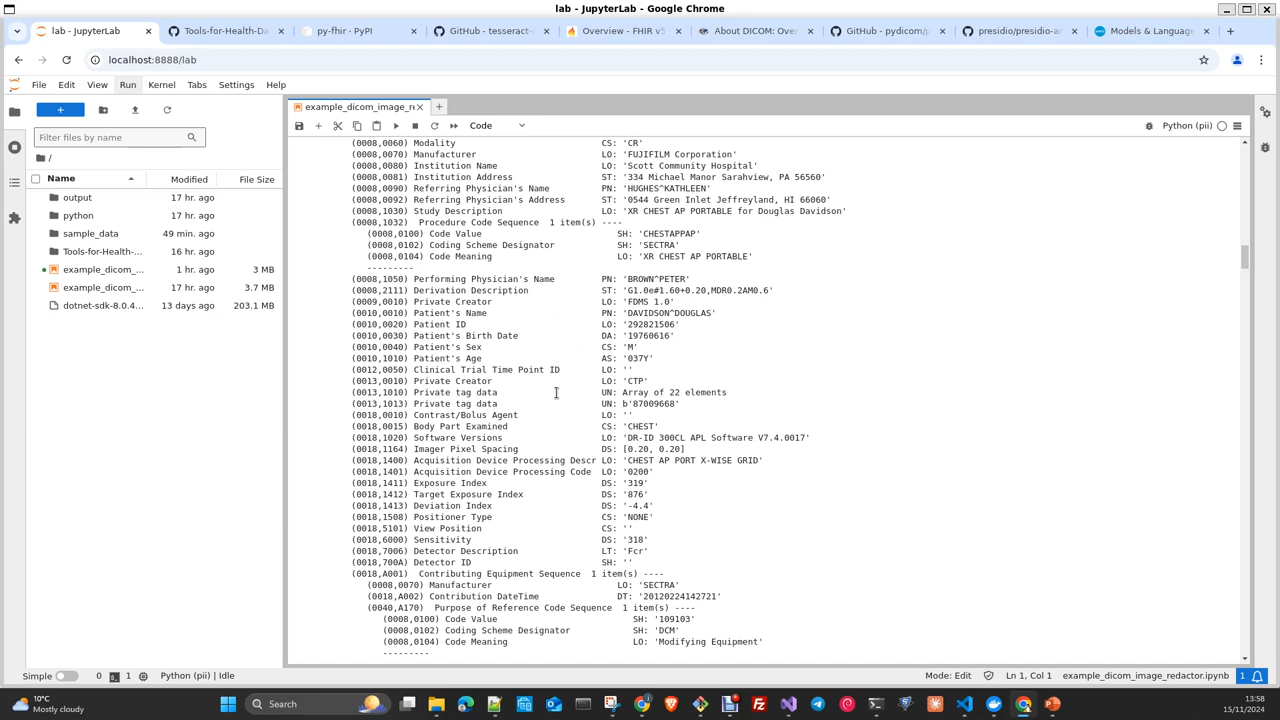 lab - JupyterLab - Google Chrome
lab - JupyterLab
Tools-for-Health-Da
py-fhir · PyPI
GitHub - tesseract-
Overview - FHIR v5
About DICOM: Over
GitHub - pydicom/p
presidio/presidio-ar
Models & Language
localhost:8888/lab
File Edit View Run Kernel Tabs Settings Help
example_dicom_image_re
Code
Python (pii)
Filter files by name
/
Name Modified File Size
output 17 hr. ago
python 17 hr. ago
sample_data 49 min. ago
Tools-for-Health-... 16 hr. ago
example_dicom_... 1 hr. ago 3 MB
example_dicom_... 17 hr. ago 3.7 MB
dotnet-sdk-8.0.4... 13 days ago 203.1 MB
(0008,0060) Modality CS: 'CR'
(0008,0070) Manufacturer LO: 'FUJIFILM Corporation'
(0008,0080) Institution Name LO: 'Scott Community Hospital'
(0008,0081) Institution Address ST: '334 Michael Manor Sarahview, PA 56560'
(0008,0090) Referring Physician's Name PN: 'HUGHES^KATHLEEN'
(0008,0092) Referring Physician's Address ST: '0544 Green Inlet Jeffreyland, HI 66060'
(0008,1030) Study Description LO: 'XR CHEST AP PORTABLE for Douglas Davidson'
(0008,1032) Procedure Code Sequence 1 item(s) ----
(0008,0100) Code Value SH: 'CHESTAPPAP'
(0008,0102) Coding Scheme Designator SH: 'SECTRA'
(0008,0104) Code Meaning LO: 'XR CHEST AP PORTABLE'
---------
(0008,1050) Performing Physician's Name PN: 'BROWN^PETER'
(0008,2111) Derivation Description ST: 'G1.0e#1.60+0.20,MDR0.2AM0.6'
(0009,0010) Private Creator LO: 'FDMS 1.0'
(0010,0010) Patient's Name PN: 'DAVIDSON^DOUGLAS'
(0010,0020) Patient ID LO: '292821506'
(0010,0030) Patient's Birth Date DA: '19760616'
(0010,0040) Patient's Sex CS: 'M'
(0010,1010) Patient's Age AS: '037Y'
(0012,0050) Clinical Trial Time Point ID LO: ''
(0013,0010) Private Creator LO: 'CTP'
(0013,1010) Private tag data UN: Array of 22 elements
(0013,1013) Private tag data UN: b'87009668'
(0018,0010) Contrast/Bolus Agent LO: ''
(0018,0015) Body Part Examined CS: 'CHEST'
(0018,1020) Software Versions LO: 'DR-ID 300CL APL Software V7.4.0017'
(0018,1164) Imager Pixel Spacing DS: [0.20, 0.20]
(0018,1400) Acquisition Device Processing Descr LO: 'CHEST AP PORT X-WISE GRID'
(0018,1401) Acquisition Device Processing Code LO: '0200'
(0018,1411) Exposure Index DS: '319'
(0018,1412) Target Exposure Index DS: '876'
(0018,1413) Deviation Index DS: '-4.4'
(0018,1508) Positioner Type CS: 'NONE'
(0018,5101) View Position CS: ''
(0018,6000) Sensitivity DS: '318'
(0018,7006) Detector Description LT: 'Fcr'
(0018,700A) Detector ID SH: ''
(0018,A001) Contributing Equipment Sequence 1 item(s) ----
(0008,0070) Manufacturer LO: 'SECTRA'
(0018,A002) Contribution DateTime DT: '20120224142721'
(0040,A170) Purpose of Reference Code Sequence 1 item(s) ----
(0008,0100) Code Value SH: '109103'
(0008,0102) Coding Scheme Designator SH: 'DCM'
(0008,0104) Code Meaning LO: 'Modifying Equipment'
---------
Simple 0 1 Python (pii) | Idle Mode: Edit Ln 1, Col 1 example_dicom_image_redactor.ipynb 1
10°C
Mostly cloudy
Search
13:58
15/11/2024